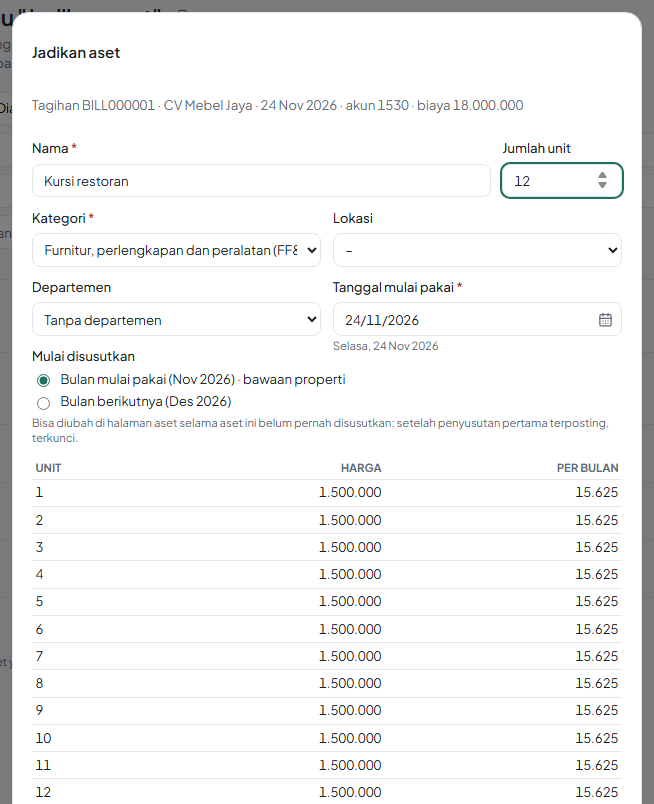 Jadikan aset
Tagihan BILL000001 · CV Mebel Jaya · 24 Nov 2026 · akun 1530 · biaya 18.000.000
Nama * Jumlah unit
Kursi restoran 12
Kategori * Lokasi
Furnitur, perlengkapan dan peralatan (FF& –
Departemen Tanggal mulai pakai *
Tanpa departemen 24/11/2026
Selasa, 24 Nov 2026
Mulai disusutkan
Bulan mulai pakai (Nov 2026) · bawaan properti
Bulan berikutnya (Des 2026)
Bisa diubah di halaman aset selama aset ini belum pernah disusutkan; setelah penyusutan pertama terposting,
terkunci.
UNIT HARGA PER BULAN
1 1.500.000 15.625
2 1.500.000 15.625
3 1.500.000 15.625
4 1.500.000 15.625
5 1.500.000 15.625
6 1.500.000 15.625
7 1.500.000 15.625
8 1.500.000 15.625
9 1.500.000 15.625
10 1.500.000 15.625
11 1.500.000 15.625
12 1.500.000 15.625